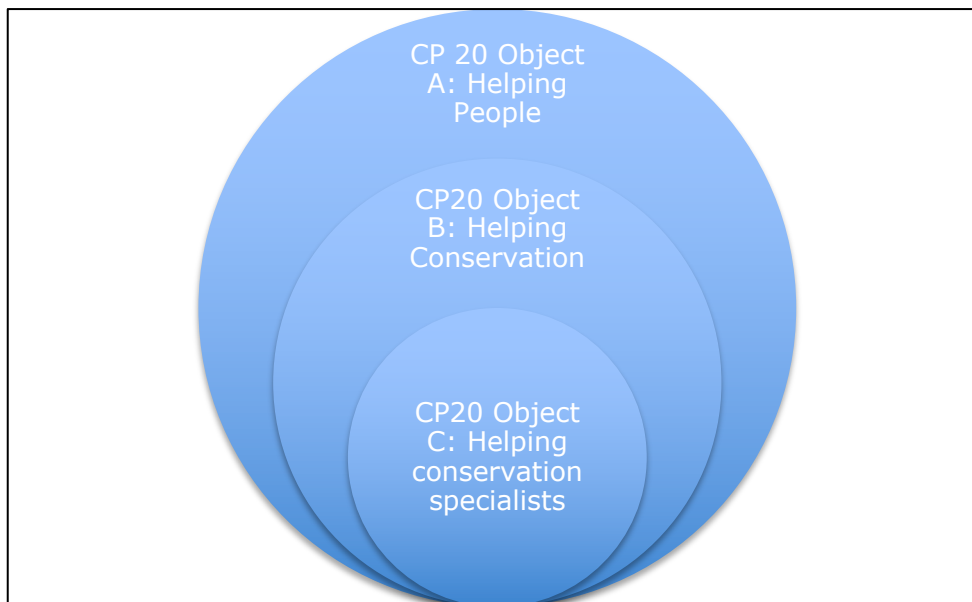 CP 20 Object
A: Helping
People
CP20 Object
B: Helping
Conservation
CP20 Object
C: Helping
conservation
specialists